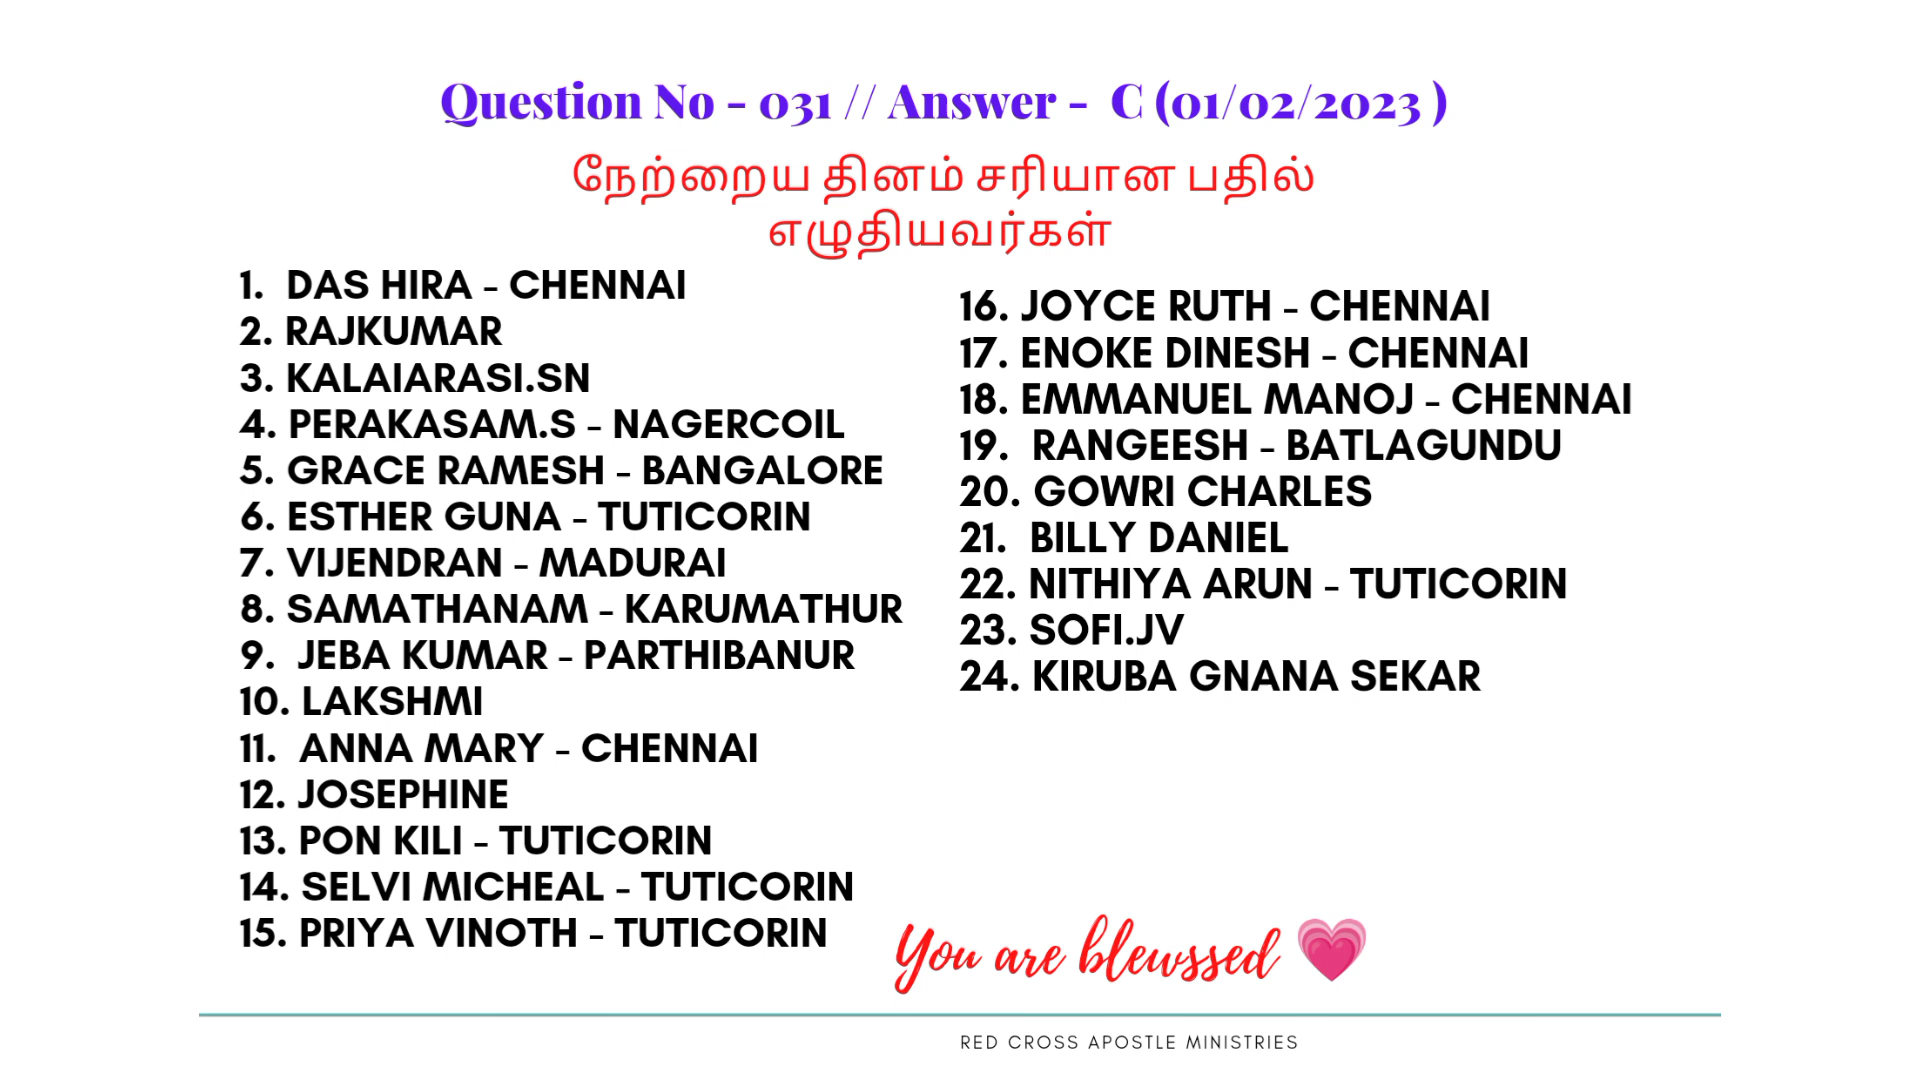 Question No - 031 // Answer - C (01/02/2023 )
நேற்றைய தினம் சரியான பதில்
எழுதியவர்கள்
1. DAS HIRA - CHENNAI
2. RAJKUMAR
3. KALAIARASI.SN
4. PERAKASAM.S - NAGERCOIL
5. GRACE RAMESH - BANGALORE
6. ESTHER GUNA - TUTICORIN
7. VIJENDRAN - MADURAI
8. SAMATHANAM - KARUMATHUR
9. JEBA KUMAR - PARTHIBANUR
10. LAKSHMI
11. ANNA MARY - CHENNAI
12. JOSEPHINE
13. PON KILI - TUTICORIN
14. SELVI MICHEAL - TUTICORIN
15. PRIYA VINOTH - TUTICORIN
16. JOYCE RUTH - CHENNAI
17. ENOKE DINESH - CHENNAI
18. EMMANUEL MANOJ - CHENNAI
19. RANGEESH - BATLAGUNDU
20. GOWRI CHARLES
21. BILLY DANIEL
22. NITHIYA ARUN - TUTICORIN
23. SOFI.JV
24. KIRUBA GNANA SEKAR
You are blewssed 💗
RED CROSS APOSTLE MINISTRIES